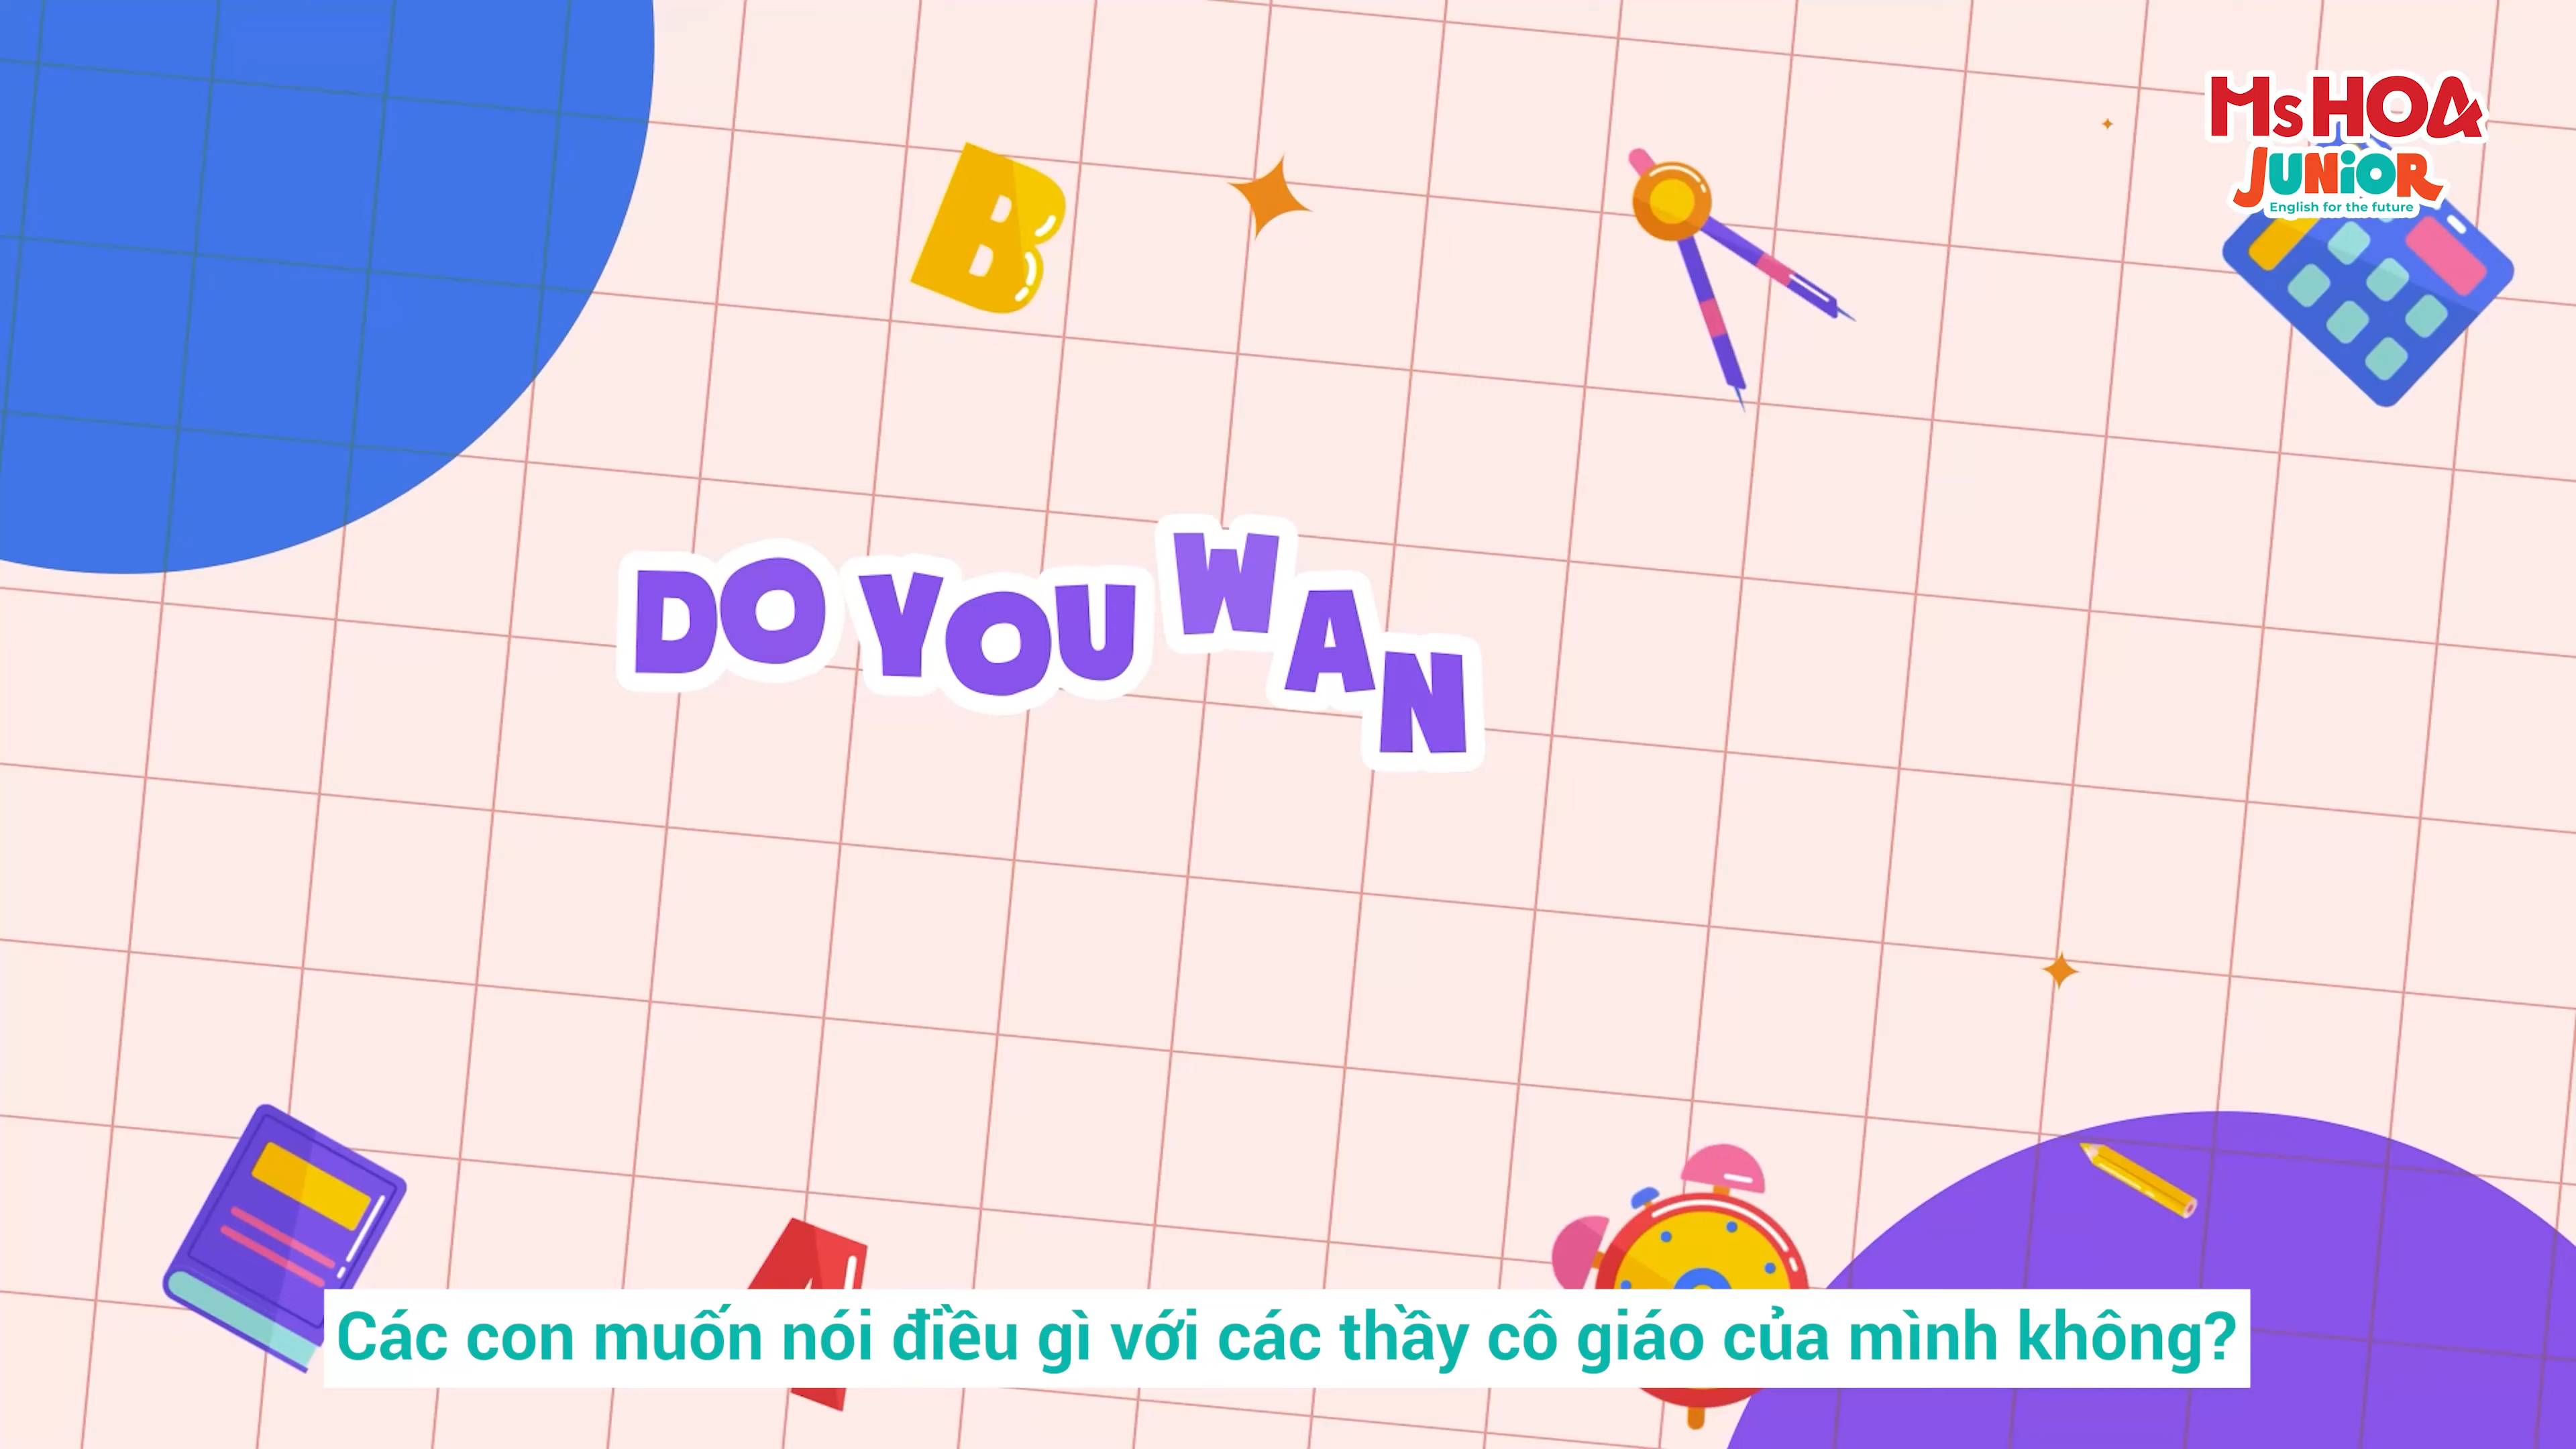 Ms HOA
JUNiOR
English for the future
B
DO YOU WAN
A
Các con muốn nói điều gì với các thầy cô giáo của mình không?